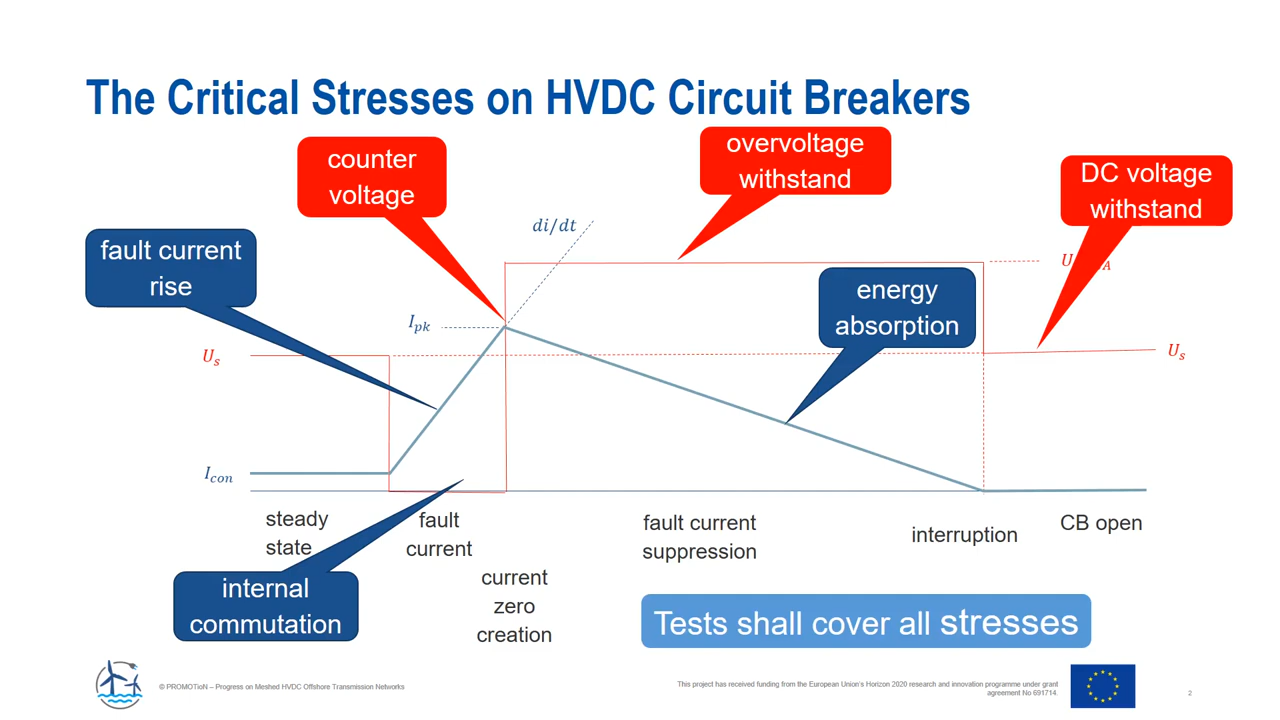 The Critical Stresses on HVDC Circuit Breakers
counter
voltage
overvoltage
withstand
DC voltage
withstand
fault current
rise
di/dt
energy
absorption
I_pk
U_s
U_s
I_con
steady
state
fault
current
fault current
suppression
interruption
CB open
current
zero
creation
internal
commutation
Tests shall cover all stresses
© PROMOTioN – Progress on Meshed HVDC Offshore Transmission Networks
This project has received funding from the European Union's Horizon 2020 research and innovation programme under grant
agreement No 691714.
2